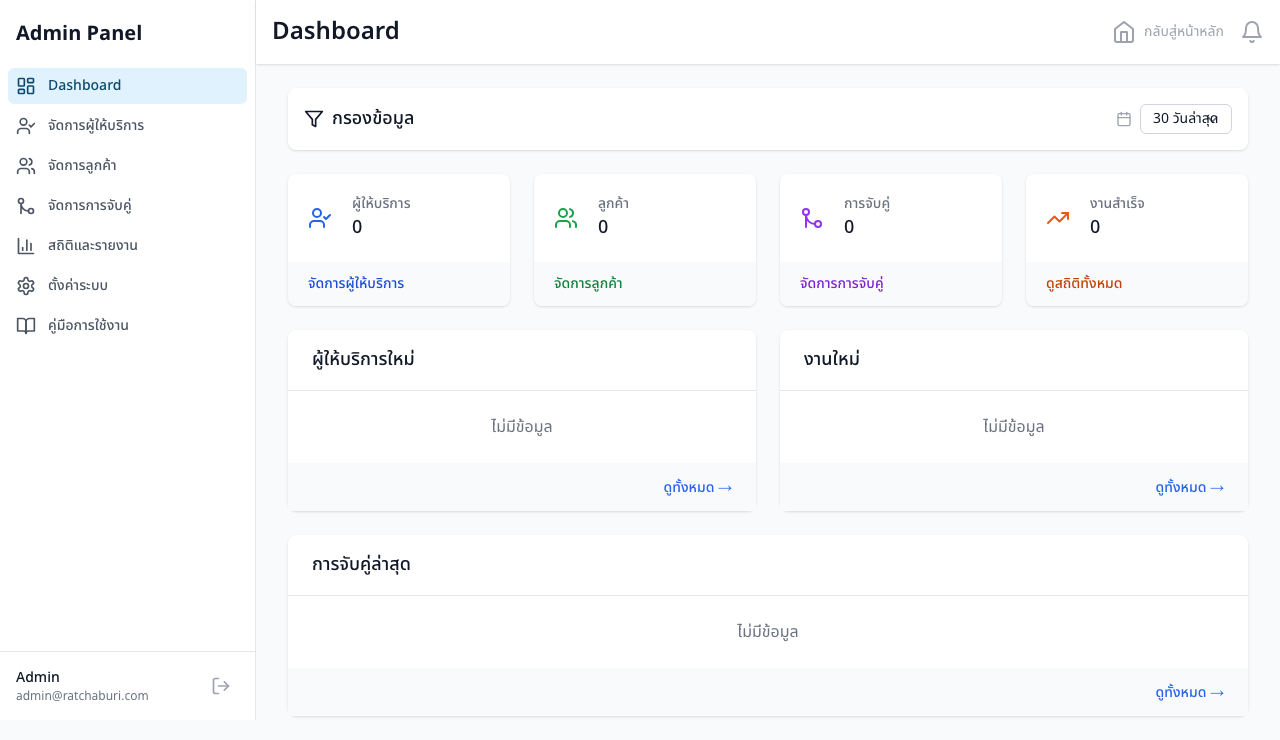 Admin Panel
Dashboard
จัดการผู้ให้บริการ
จัดการลูกค้า
จัดการการจับคู่
สถิติและรายงาน
ตั้งค่าระบบ
คู่มือการใช้งาน
Admin
admin@ratchaburi.com
Dashboard
กลับสู่หน้าหลัก
กรองข้อมูล
30 วันล่าสุด
ผู้ให้บริการ
0
จัดการผู้ให้บริการ
ลูกค้า
0
จัดการลูกค้า
การจับคู่
0
จัดการการจับคู่
งานสำเร็จ
0
ดูสถิติทั้งหมด
ผู้ให้บริการใหม่
ไม่มีข้อมูล
ดูทั้งหมด →
งานใหม่
ไม่มีข้อมูล
ดูทั้งหมด →
การจับคู่ล่าสุด
ไม่มีข้อมูล
ดูทั้งหมด →